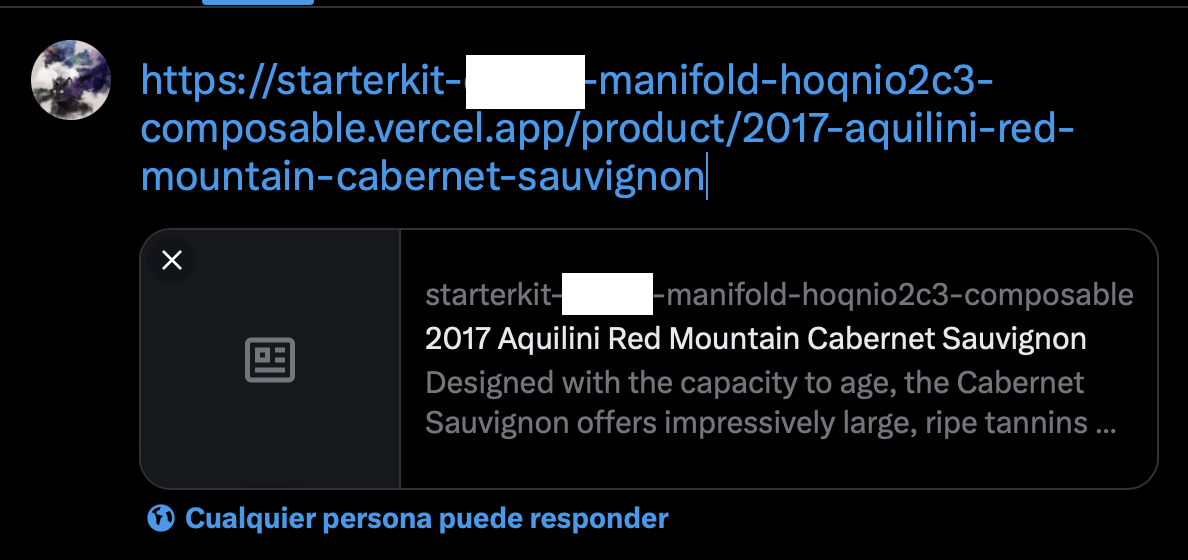 https://starterkit- -manifold-hoqnio2c3-
composable.vercel.app/product/2017-aquilini-red-
mountain-cabernet-sauvignon
starterkit- -manifold-hoqnio2c3-composable
2017 Aquilini Red Mountain Cabernet Sauvignon
Designed with the capacity to age, the Cabernet
Sauvignon offers impressively large, ripe tannins ...
Cualquier persona puede responder